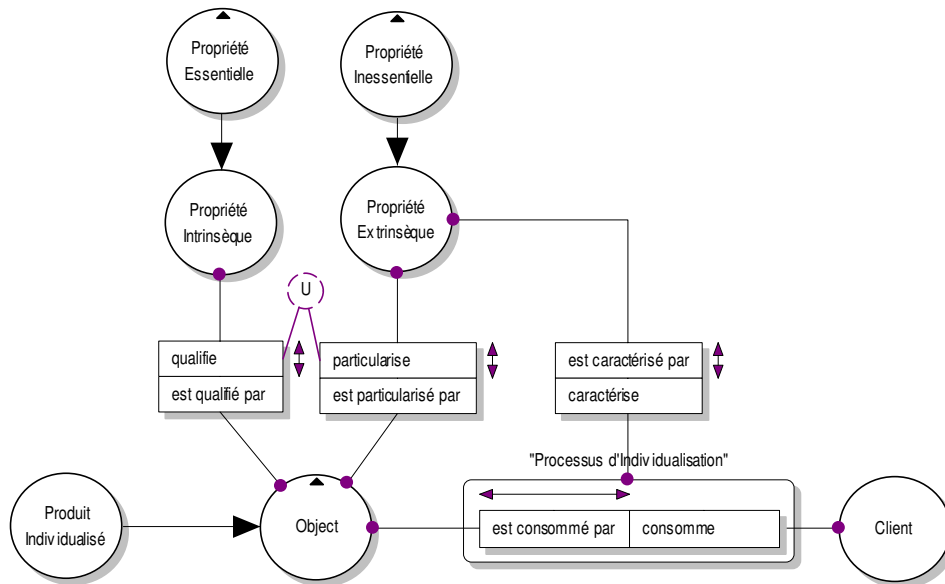 Propriété
Essentielle
Propriété
Inessentielle
Propriété
Intrinsèque
Propriété
Extrinsèque
U
qualifie
est qualifié par
particularise
est particularisé par
est caractérisé par
caractérise
"Processus d'Individualisation"
Produit
Individualisé
Object
est consommé par
consomme
Client